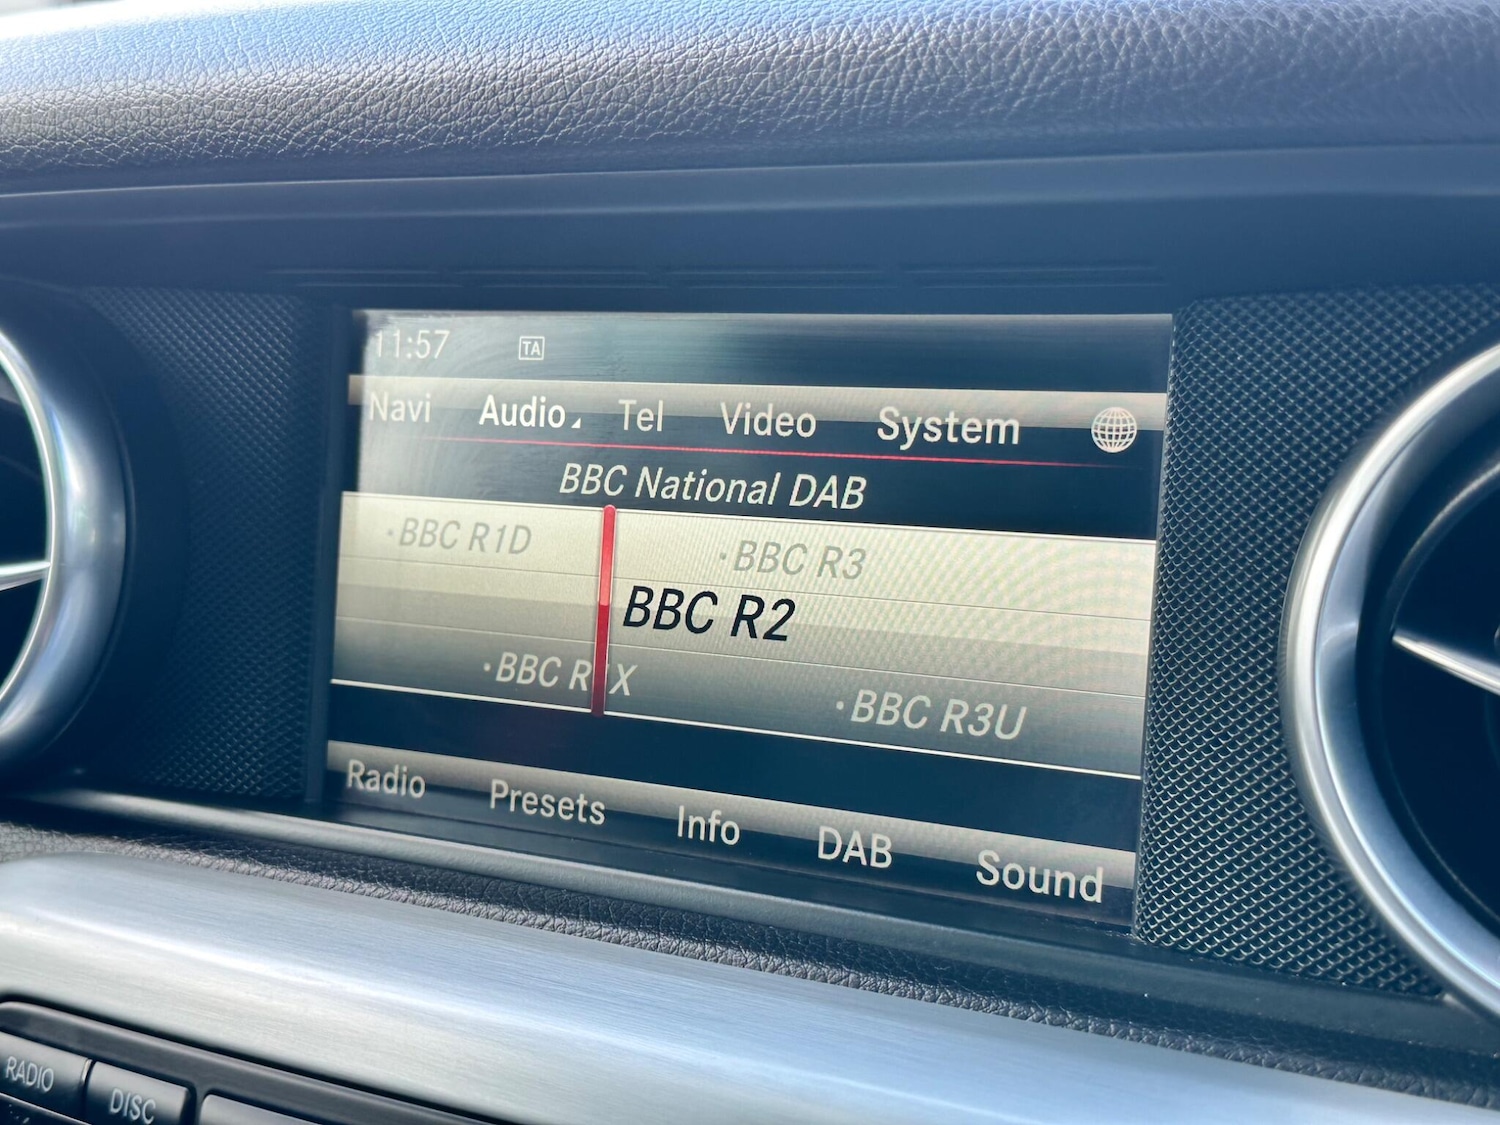 11:57 TA
Navi Audio Tel Video System
BBC National DAB
BBC R1D BBC R3
BBC R2
BBC R3U
Radio Presets Info DAB Sound
RADIO DISC